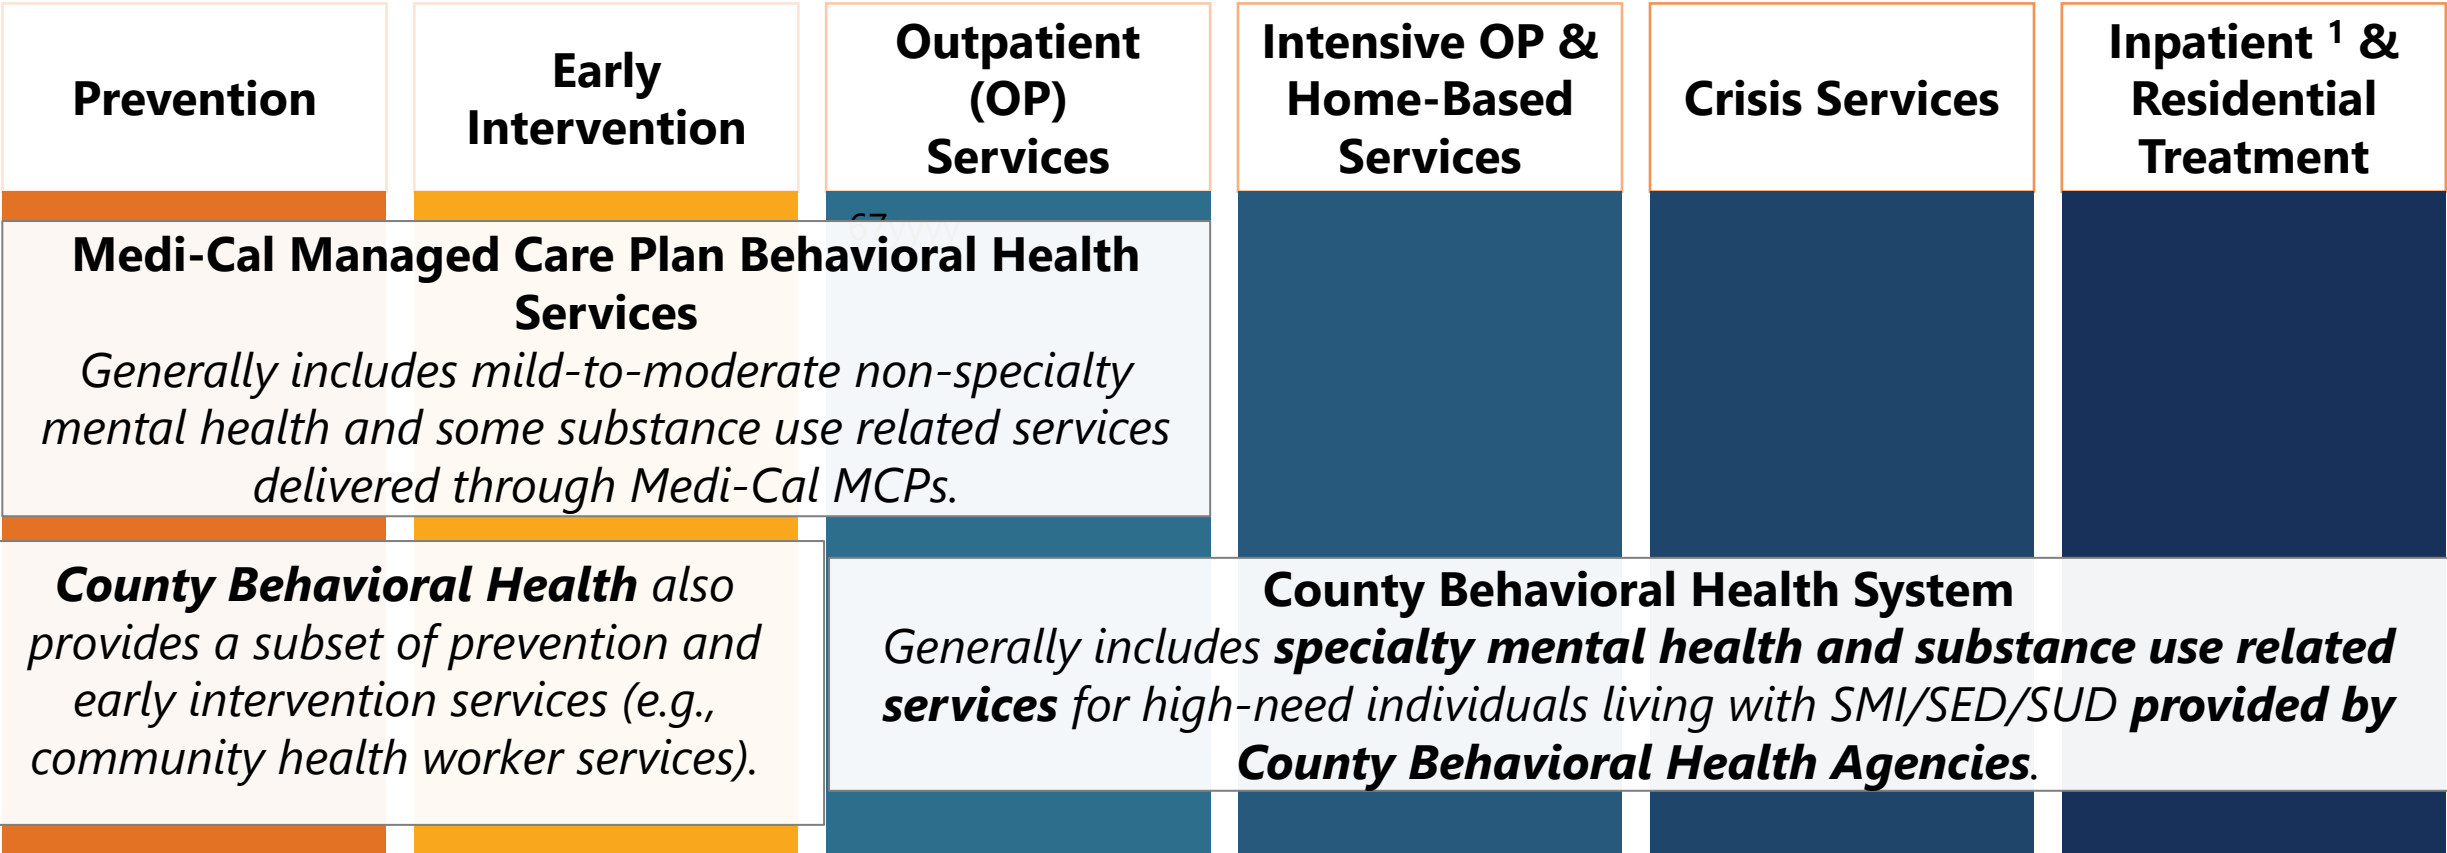 Prevention
Early
Intervention
Outpatient
(OP)
Services
Intensive OP &
Home-Based
Services
Crisis Services
Inpatient ¹ &
Residential
Treatment
Medi-Cal Managed Care Plan Behavioral Health
Services
Generally includes mild-to-moderate non-specialty
mental health and some substance use related services
delivered through Medi-Cal MCPs.
County Behavioral Health also
provides a subset of prevention and
early intervention services (e.g.,
community health worker services).
County Behavioral Health System
Generally includes specialty mental health and substance use related
services for high-need individuals living with SMI/SED/SUD provided by
County Behavioral Health Agencies.